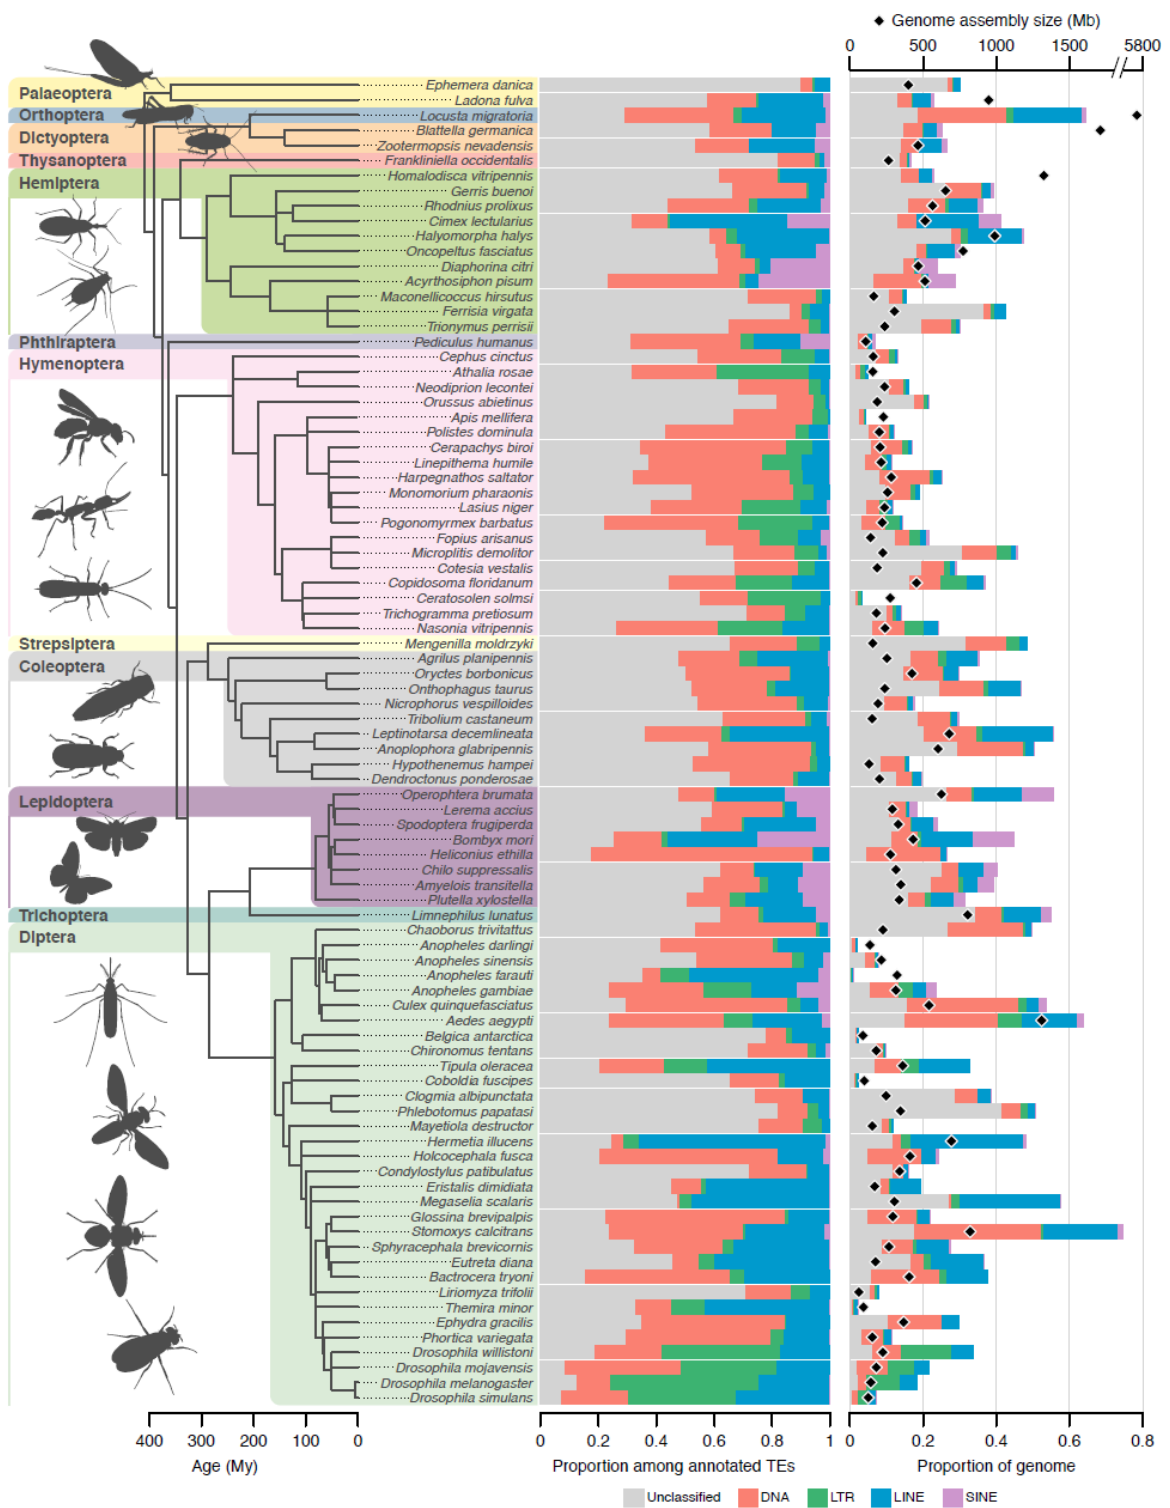 Genome assembly size (Mb)
0 500 1000 1500 5800
Palaeoptera
Ephemera danica
Ladona fulva
Orthoptera
Locusta migratoria
Dictyoptera
Blattella germanica
Zootermopsis nevadensis
Thysanoptera
Frankliniella occidentalis
Hemiptera
Homalodisca vitripennis
Gerris buenoi
Rhodnius prolixus
Cimex lectularius
Halyomorpha halys
Oncopeltus fasciatus
Diaphorina citri
Acyrthosiphon pisum
Maconellicoccus hirsutus
Ferrisia virgata
Trionymus perrisii
Phthiraptera
Pediculus humanus
Hymenoptera
Cephus cinctus
Athalia rosae
Neodiprion lecontei
Orussus abietinus
Apis mellifera
Polistes dominula
Cerapachys biroi
Linepithema humile
Harpegnathos saltator
Monomorium pharaonis
Lasius niger
Pogonomyrmex barbatus
Fopius arisanus
Microplitis demolitor
Cotesia vestalis
Copidosoma floridanum
Ceratosolen solmsi
Trichogramma pretiosum
Nasonia vitripennis
Strepsiptera
Mengenilla moldrzyki
Coleoptera
Agrilus planipennis
Oryctes borbonicus
Onthophagus taurus
Nicrophorus vespilloides
Tribolium castaneum
Leptinotarsa decemlineata
Anoplophora glabripennis
Hypothenemus hampei
Dendroctonus ponderosae
Lepidoptera
Operophtera brumata
Lerema accius
Spodoptera frugiperda
Bombyx mori
Heliconius ethilla
Chilo suppressalis
Amyelois transitella
Plutella xylostella
Trichoptera
Limnephilus lunatus
Diptera
Chaoborus trivitattus
Anopheles darlingi
Anopheles sinensis
Anopheles farauti
Anopheles gambiae
Culex quinquefasciatus
Aedes aegypti
Belgica antarctica
Chironomus tentans
Tipula oleracea
Coboldia fuscipes
Clogmia albipunctata
Phlebotomus papatasi
Mayetiola destructor
Hermetia illucens
Holcocephala fusca
Condylostylus patibulatus
Eristalis dimidiata
Megaselia scalaris
Glossina brevipalpis
Stomoxys calcitrans
Sphyracephala brevicornis
Eutreta diana
Bactrocera tryoni
Liriomyza trifolii
Themira minor
Ephydra gracilis
Phortica variegata
Drosophila willistoni
Drosophila mojavensis
Drosophila melanogaster
Drosophila simulans
400 300 200 100 0
Age (My)
0 0.2 0.4 0.6 0.8 1
Proportion among annotated TEs
0 0.2 0.4 0.6 0.8
Proportion of genome
Unclassified DNA LTR LINE SINE